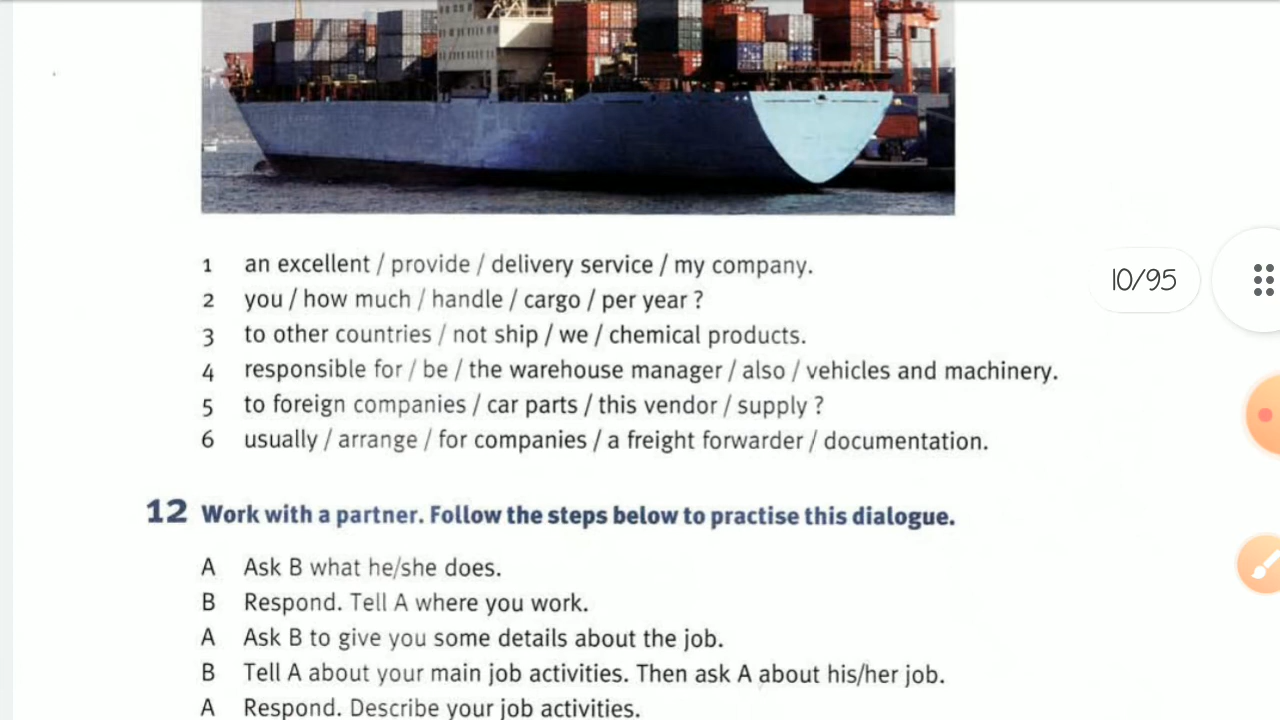 1 an excellent / provide / delivery service / my company.
2 you / how much / handle / cargo / per year ?
3 to other countries / not ship / we / chemical products.
4 responsible for / be / the warehouse manager / also / vehicles and machinery.
5 to foreign companies / car parts / this vendor / supply ?
6 usually / arrange / for companies / a freight forwarder / documentation.
10/95
12 Work with a partner. Follow the steps below to practise this dialogue.
A Ask B what he/she does.
B Respond. Tell A where you work.
A Ask B to give you some details about the job.
B Tell A about your main job activities. Then ask A about his/her job.
A Respond. Describe your job activities.